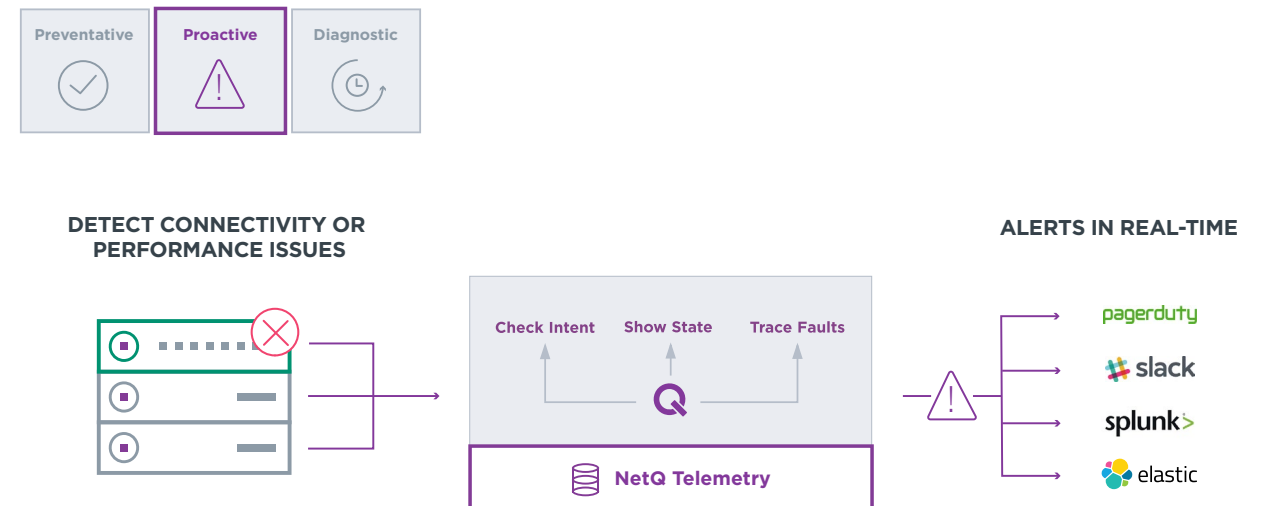 Preventative
Proactive
Diagnostic
DETECT CONNECTIVITY OR
PERFORMANCE ISSUES
ALERTS IN REAL-TIME
Check Intent
Show State
Trace Faults
NetQ Telemetry
pagerduty
slack
splunk>
elastic